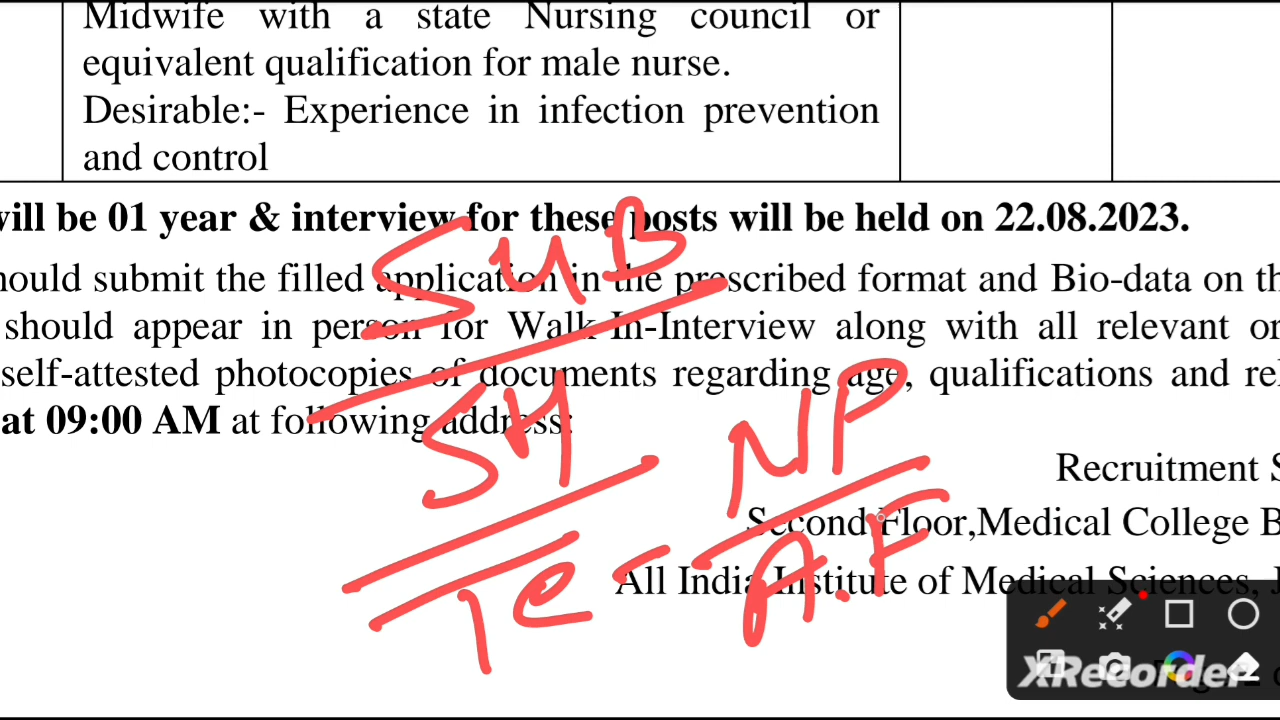 Midwife with a state Nursing council or
equivalent qualification for male nurse.
Desirable:- Experience in infection prevention
and control
will be 01 year & interview for these posts will be held on 22.08.2023.
should submit the filled application in the prescribed format and Bio-data on
should appear in person for Walk-In-Interview along with all relevant
self-attested photocopies of documents regarding age, qualifications and
at 09:00 AM at following address:
SUB
SH
NP
Te -
A.F
Recruitment
Second Floor,Medical College
All India Institute of Medical Sciences,
XRecorder